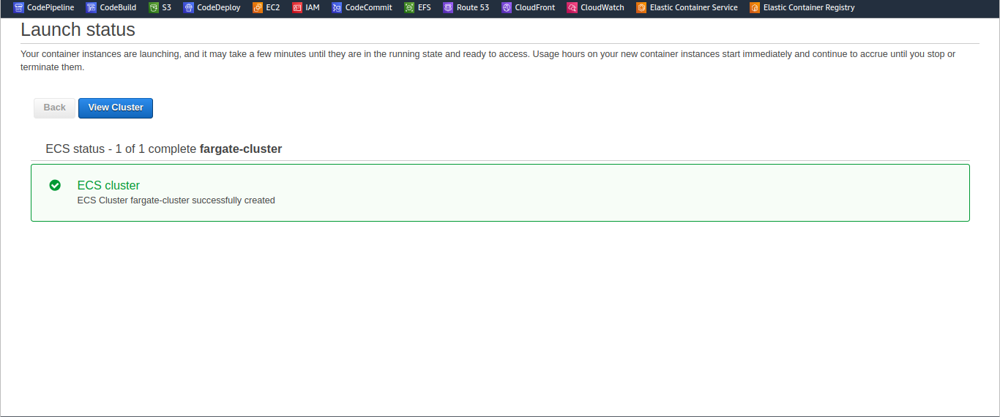 CodePipeline CodeBuild S3 CodeDeploy EC2 IAM CodeCommit EFS Route 53 CloudFront CloudWatch Elastic Container Service Elastic Container Registry
Launch status
Your container instances are launching, and it may take a few minutes until they are in the running state and ready to access. Usage hours on your new container instances start immediately and continue to accrue until you stop or
terminate them.
Back View Cluster
ECS status - 1 of 1 complete fargate-cluster
ECS cluster
ECS Cluster fargate-cluster successfully created